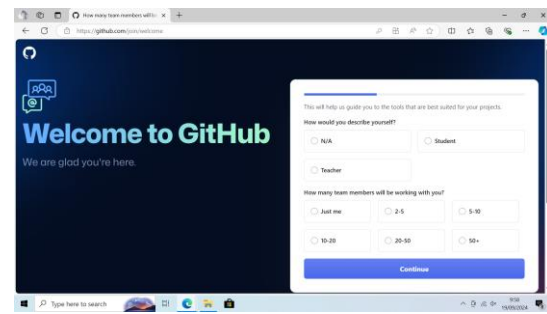 How many team members will b
https://github.com/join/welcome
Welcome to GitHub
We are glad you're here.
This will help us guide you to the tools that are best suited for your projects.
How would you describe yourself?
N/A
Student
Teacher
How many team members will be working with you?
Just me
2-5
5-10
10-20
20-50
50+
Continue
Type here to search
19/05/2024